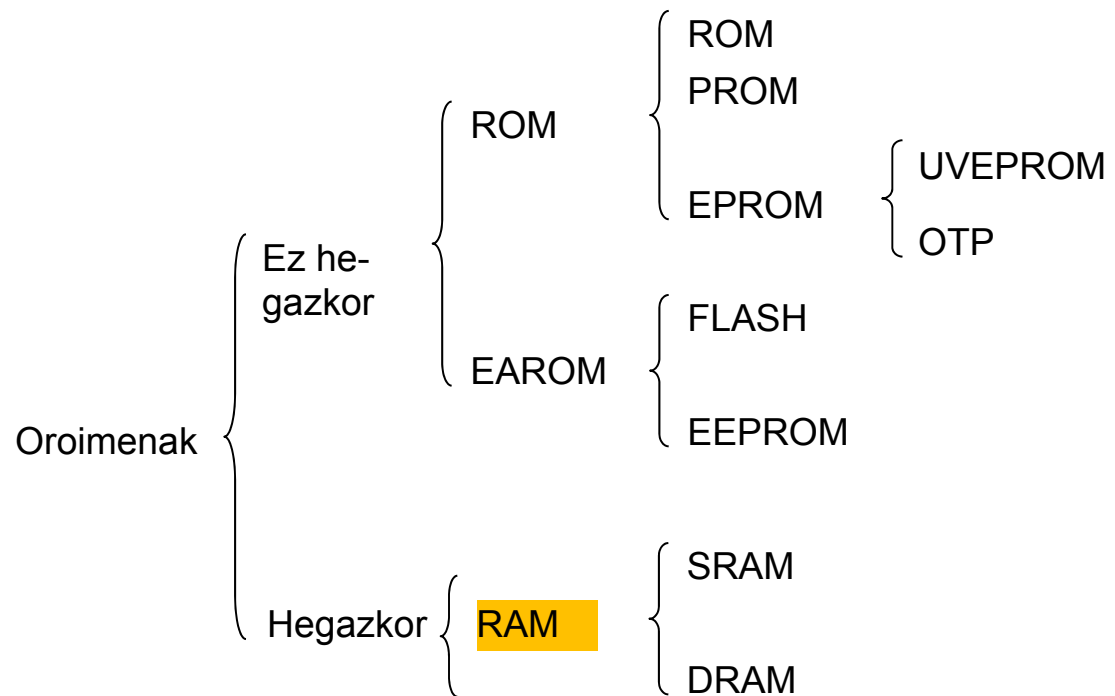 Oroimenak
Ez he-
gazkor
ROM
ROM
PROM
EPROM
UVEPROM
OTP
EAROM
FLASH
EEPROM
Hegazkor
RAM
SRAM
DRAM